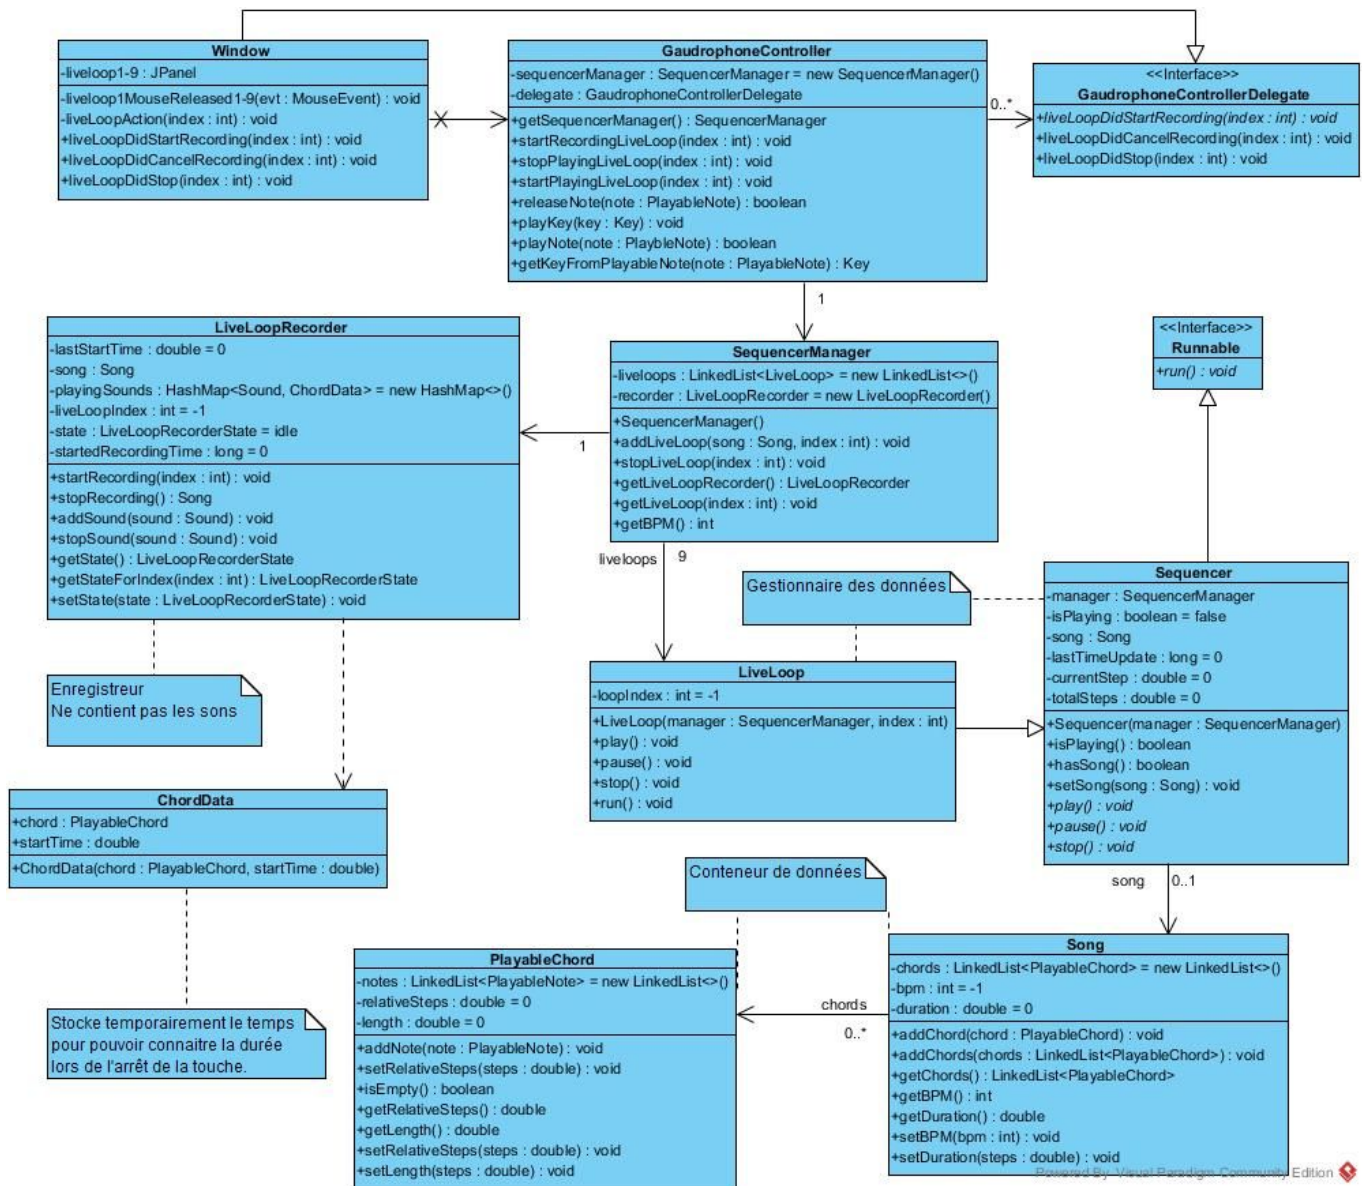 Window
-liveloop1-9 : JPanel
-liveloop1MouseReleased1-9(evt : MouseEvent) : void
-liveLoopAction(index : int) : void
+liveLoopDidStartRecording(index : int) : void
+liveLoopDidCancelRecording(index : int) : void
+liveLoopDidStop(index : int) : void
GaudrophoneController
-sequencerManager : SequencerManager = new SequencerManager()
-delegate : GaudrophoneControllerDelegate
+getSequencerManager() : SequencerManager
+startRecordingLiveLoop(index : int) : void
+stopPlayingLiveLoop(index : int) : void
+startPlayingLiveLoop(index : int) : void
+releaseNote(note : PlayableNote) : boolean
+playKey(key : Key) : void
+playNote(note : PlaybleNote) : boolean
+getKeyFromPlayableNote(note : PlayableNote) : Key
0..*
<<Interface>>
GaudrophoneControllerDelegate
+liveLoopDidStartRecording(index : int) : void
+liveLoopDidCancelRecording(index : int) : void
+liveLoopDidStop(index : int) : void
1
LiveLoopRecorder
-lastStartTime : double = 0
-song : Song
-playingSounds : HashMap<Sound, ChordData> = new HashMap<>()
-liveLoopIndex : int = -1
-state : LiveLoopRecorderState = idle
-startedRecordingTime : long = 0
+startRecording(index : int) : void
+stopRecording() : Song
+addSound(sound : Sound) : void
+stopSound(sound : Sound) : void
+getState() : LiveLoopRecorderState
+getStateForIndex(index : int) : LiveLoopRecorderState
+setState(state : LiveLoopRecorderState) : void
1
SequencerManager
-liveloops : LinkedList<LiveLoop> = new LinkedList<>()
-recorder : LiveLoopRecorder = new LiveLoopRecorder()
+SequencerManager()
+addLiveLoop(song : Song, index : int) : void
+stopLiveLoop(index : int) : void
+getLiveLoopRecorder() : LiveLoopRecorder
+getLiveLoop(index : int) : void
+getBPM() : int
<<Interface>>
Runnable
+run() : void
liveloops 9
Gestionnaire des données
Sequencer
-manager : SequencerManager
-isPlaying : boolean = false
-song : Song
-lastTimeUpdate : long = 0
-currentStep : double = 0
-totalSteps : double = 0
+Sequencer(manager : SequencerManager)
+isPlaying() : boolean
+hasSong() : boolean
+setSong(song : Song) : void
+play() : void
+pause() : void
+stop() : void
LiveLoop
-loopIndex : int = -1
+LiveLoop(manager : SequencerManager, index : int)
+play() : void
+pause() : void
+stop() : void
+run() : void
Enregistreur
Ne contient pas les sons
ChordData
+chord : PlayableChord
+startTime : double
+ChordData(chord : PlayableChord, startTime : double)
Conteneur de données
song 0..1
Stocke temporairement le temps
pour pouvoir connaitre la durée
lors de l'arrêt de la touche.
PlayableChord
-notes : LinkedList<PlayableNote> = new LinkedList<>()
-relativeSteps : double = 0
-length : double = 0
+addNote(note : PlayableNote) : void
+setRelativeSteps(steps : double) : void
+isEmpty() : boolean
+getRelativeSteps() : double
+getLength() : double
+setRelativeSteps(steps : double) : void
+setLength(steps : double) : void
chords
0..*
Song
-chords : LinkedList<PlayableChord> = new LinkedList<>()
-bpm : int = -1
-duration : double = 0
+addChord(chord : PlayableChord) : void
+addChords(chords : LinkedList<PlayableChord>) : void
+getChords() : LinkedList<PlayableChord>
+getBPM() : int
+getDuration() : double
+setBPM(bpm : int) : void
+setDuration(steps : double) : void
Powered By Visual Paradigm Community Edition